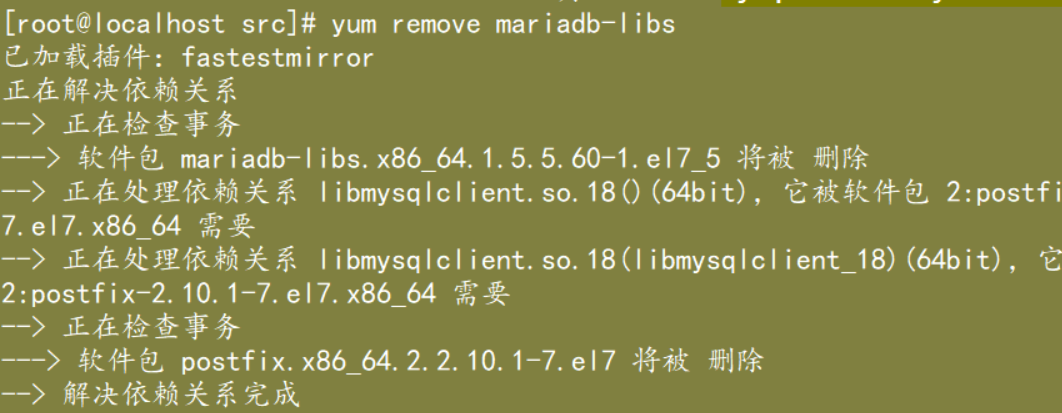 [root@localhost src]# yum remove mariadb-libs
已加载插件：fastestmirror
正在解决依赖关系
--> 正在检查事务
---> 软件包 mariadb-libs.x86_64.1.5.5.60-1.el7_5 将被 删除
--> 正在处理依赖关系 libmysqlclient.so.18()(64bit)，它被软件包 2:postfi
7.el7.x86_64 需要
--> 正在处理依赖关系 libmysqlclient.so.18(libmysqlclient_18)(64bit)，它
2:postfix-2.10.1-7.el7.x86_64 需要
--> 正在检查事务
---> 软件包 postfix.x86_64.2.2.10.1-7.el7 将被 删除
--> 解决依赖关系完成